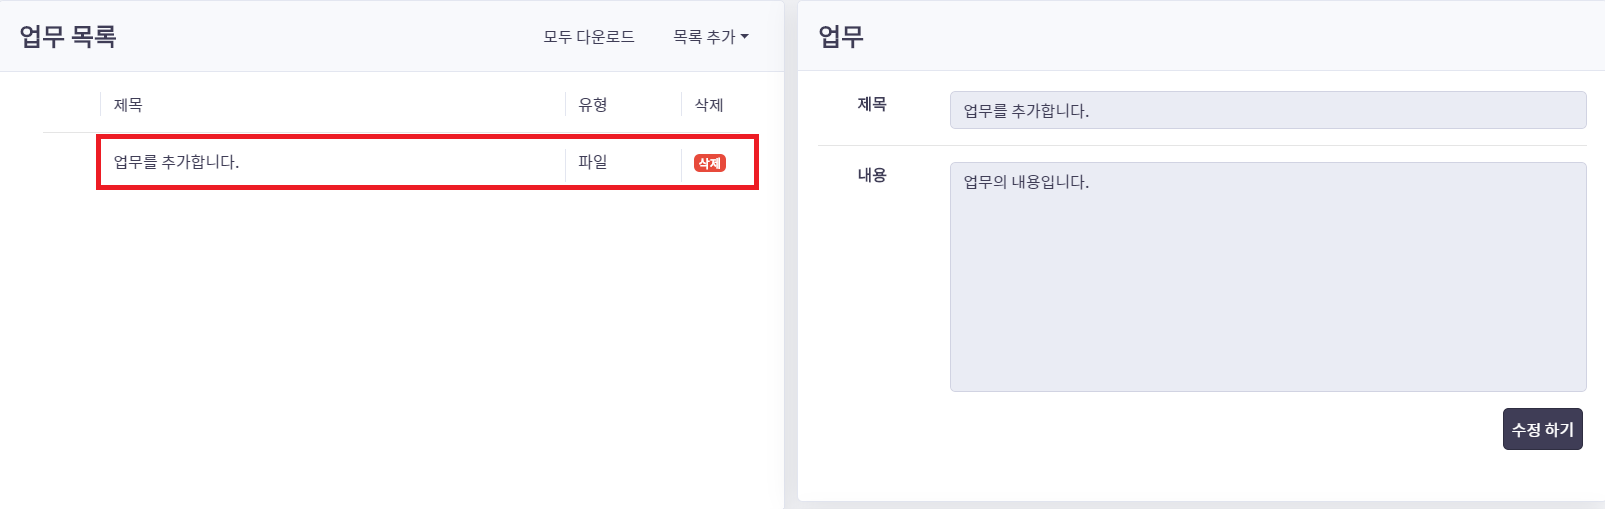 업무 목록
모두 다운로드
목록 추가
제목
유형
삭제
업무를 추가합니다.
파일
삭제
업무
제목
업무를 추가합니다.
내용
업무의 내용입니다.
수정 하기